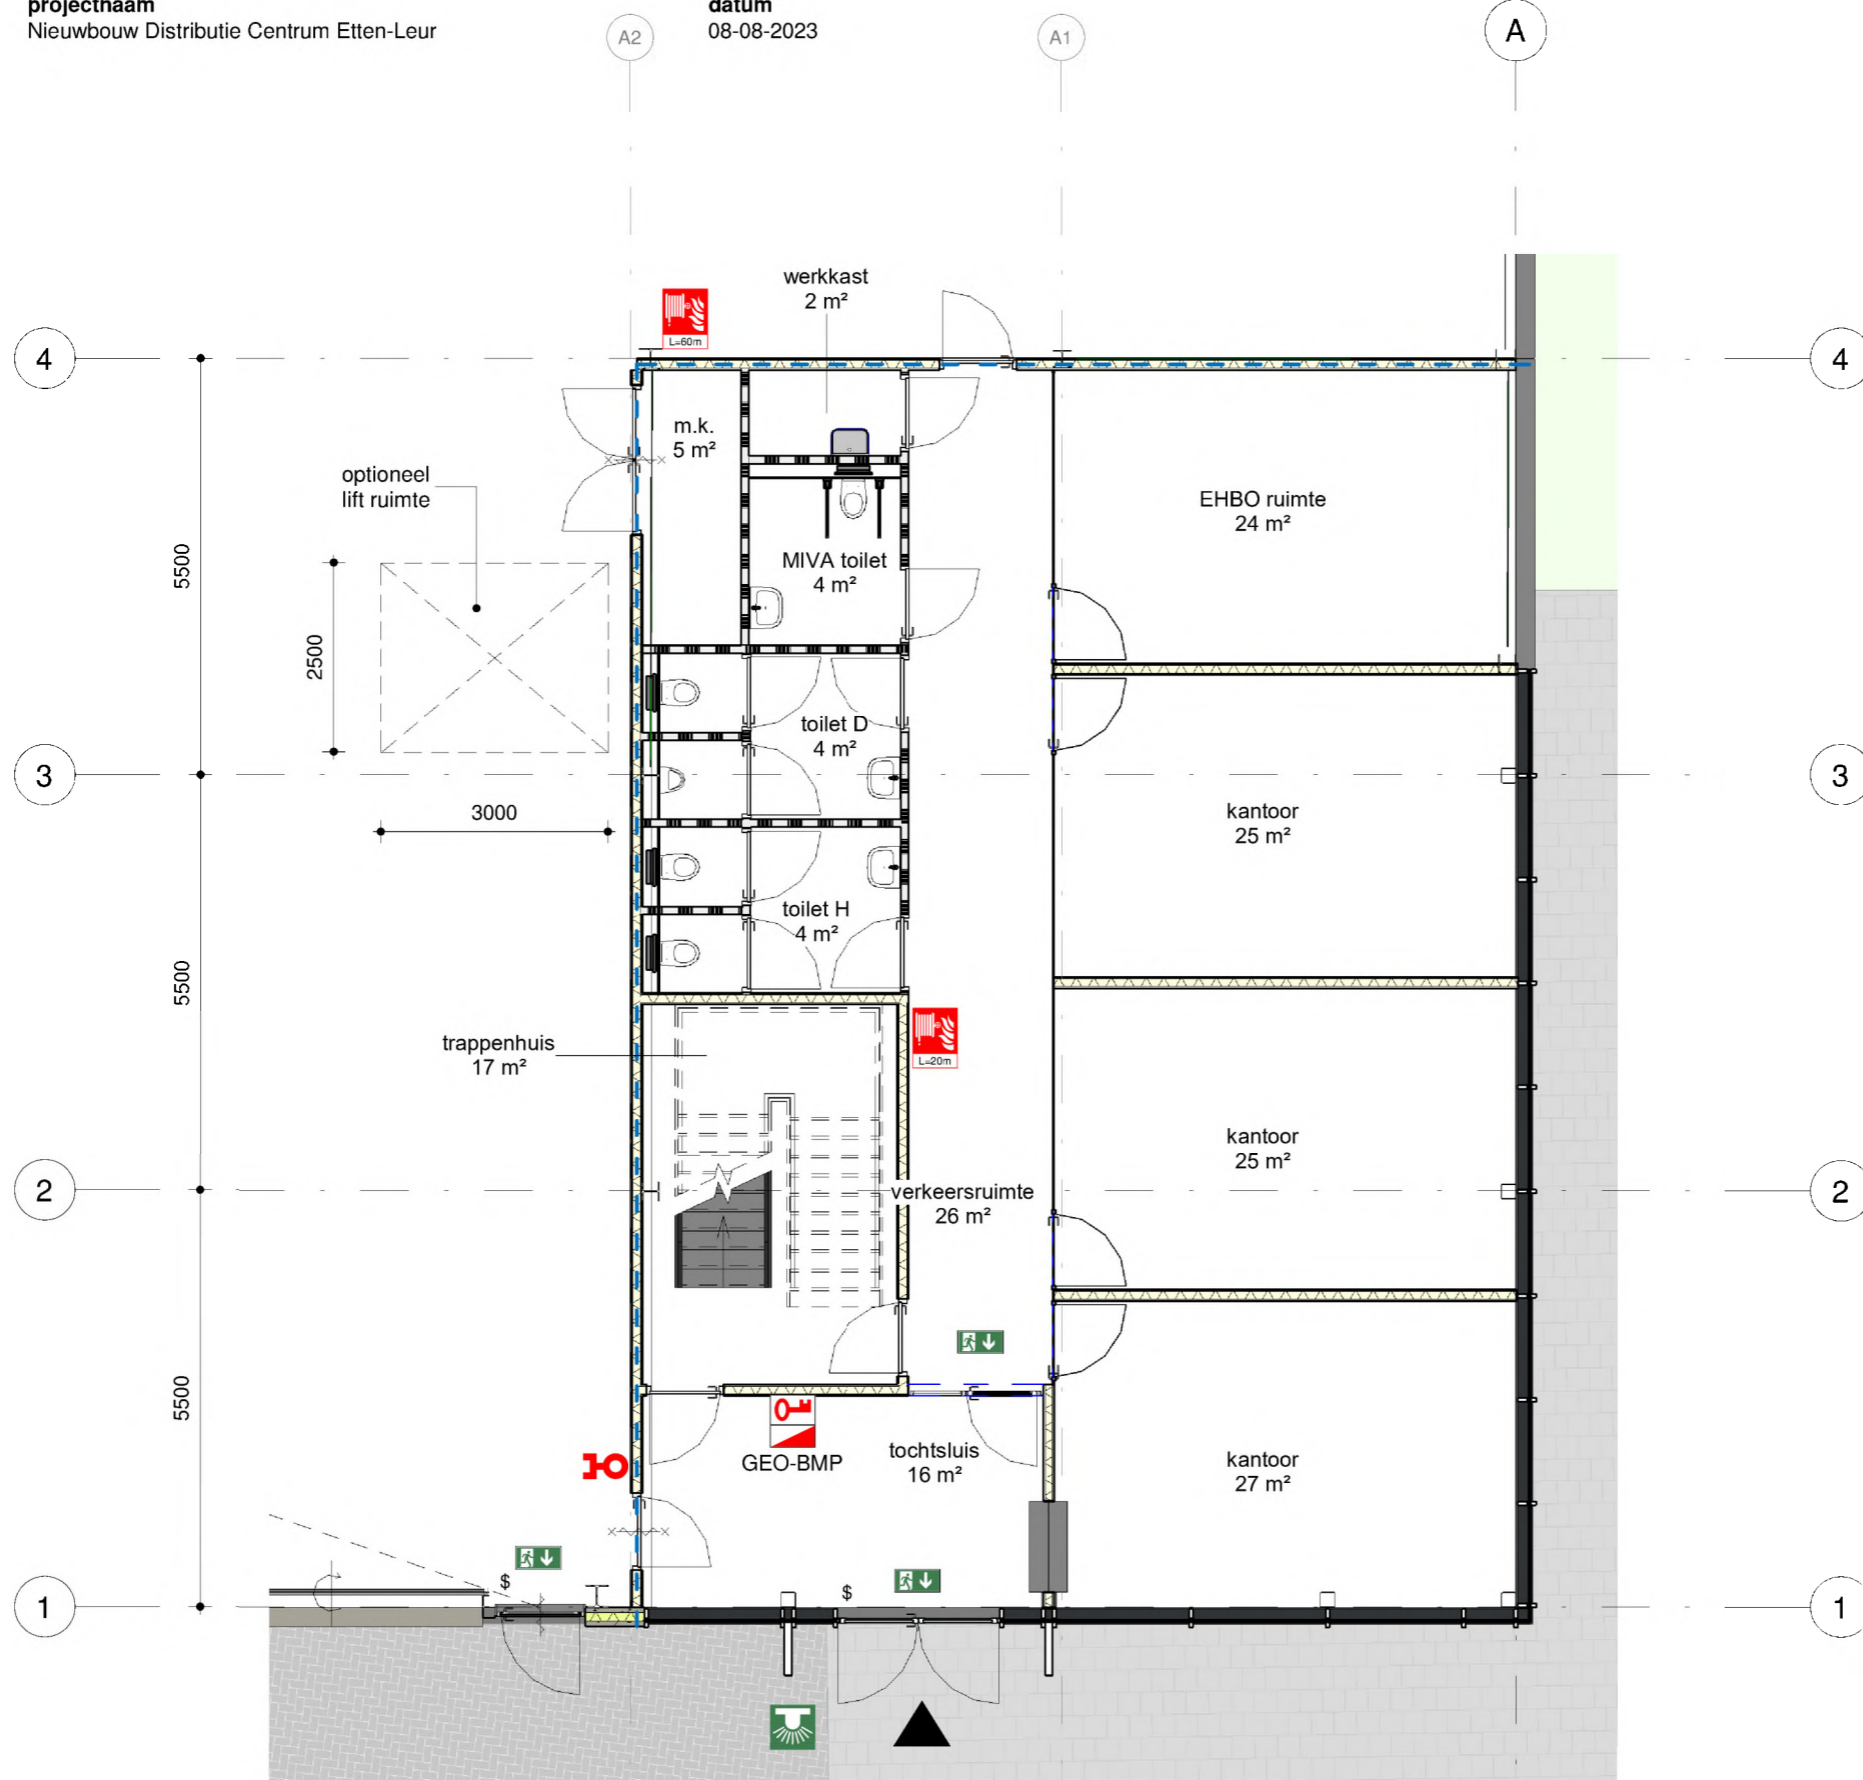 projectnaam
Nieuwbouw Distributie Centrum Etten-Leur
datum
08-08-2023
A2
A1
A
werkkast
2 m²
L=60m
4
4
m.k.
5 m²
optioneel
lift ruimte
EHBO ruimte
24 m²
5500
MIVA toilet
4 m²
2500
toilet D
4 m²
3
3
3000
kantoor
25 m²
toilet H
4 m²
5500
trappenhuis
17 m²
L=20m
kantoor
25 m²
2
2
verkeersruimte
26 m²
5500
GEO-BMP
tochtsluis
16 m²
kantoor
27 m²
$
$
1
1